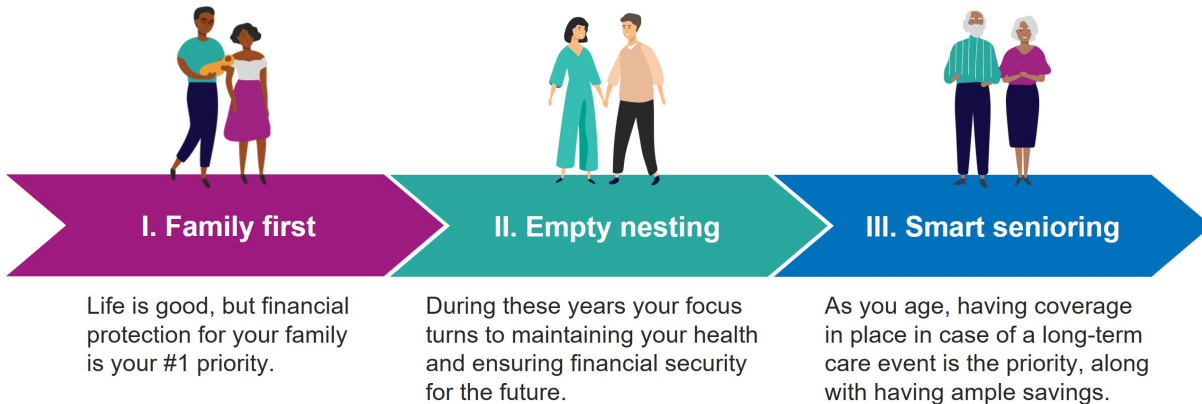 I. Family first
II. Empty nesting
III. Smart senioring
Life is good, but financial
protection for your family
is your #1 priority.
During these years your focus
turns to maintaining your health
and ensuring financial security
for the future.
As you age, having coverage
in place in case of a long-term
care event is the priority, along
with having ample savings.